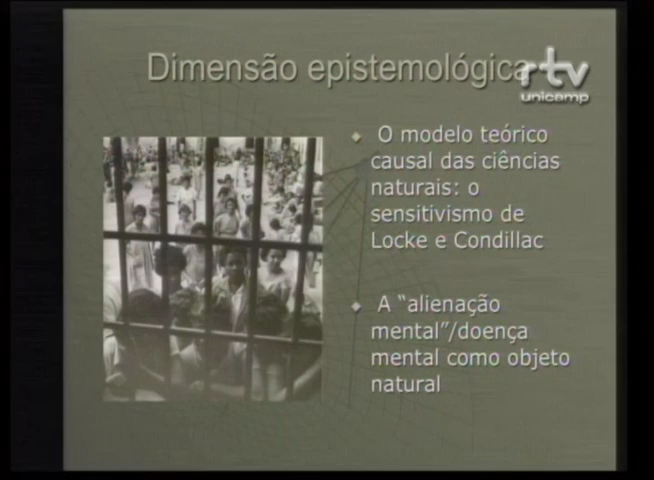 Dimensão epistemológica
rtv
unicamp
O modelo teórico
causal das ciências
naturais: o
sensitivismo de
Locke e Condillac
A “alienação
mental”/doença
mental como objeto
natural